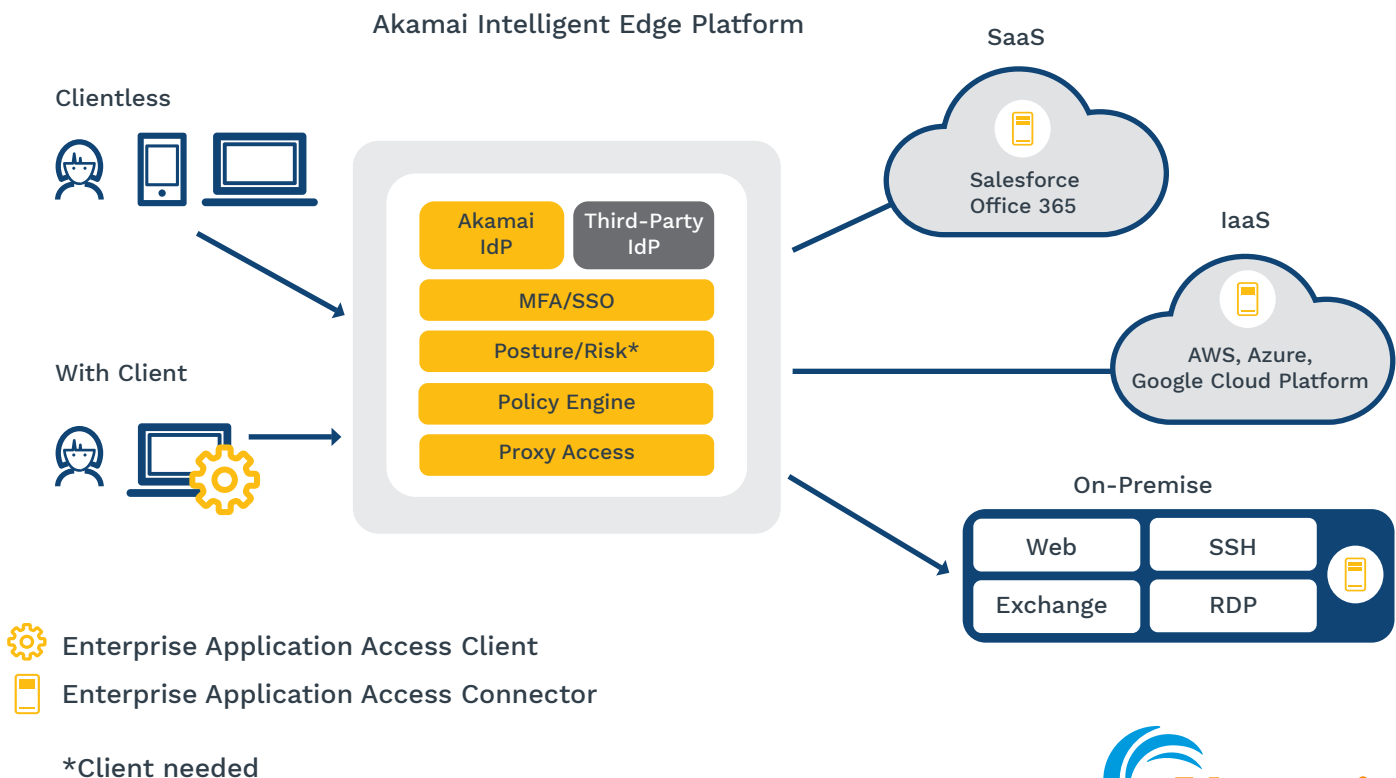 Akamai Intelligent Edge Platform
SaaS
Clientless
Salesforce
Office 365
Akamai
IdP
Third-Party
IdP
IaaS
MFA/SSO
Posture/Risk*
AWS, Azure,
Google Cloud Platform
With Client
Policy Engine
Proxy Access
On-Premise
Web
SSH
Exchange
RDP
Enterprise Application Access Client
Enterprise Application Access Connector
*Client needed